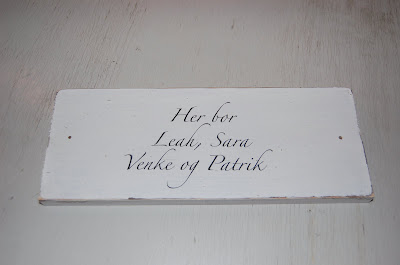 Her bor
Leah, Sara
Venke og Patrik